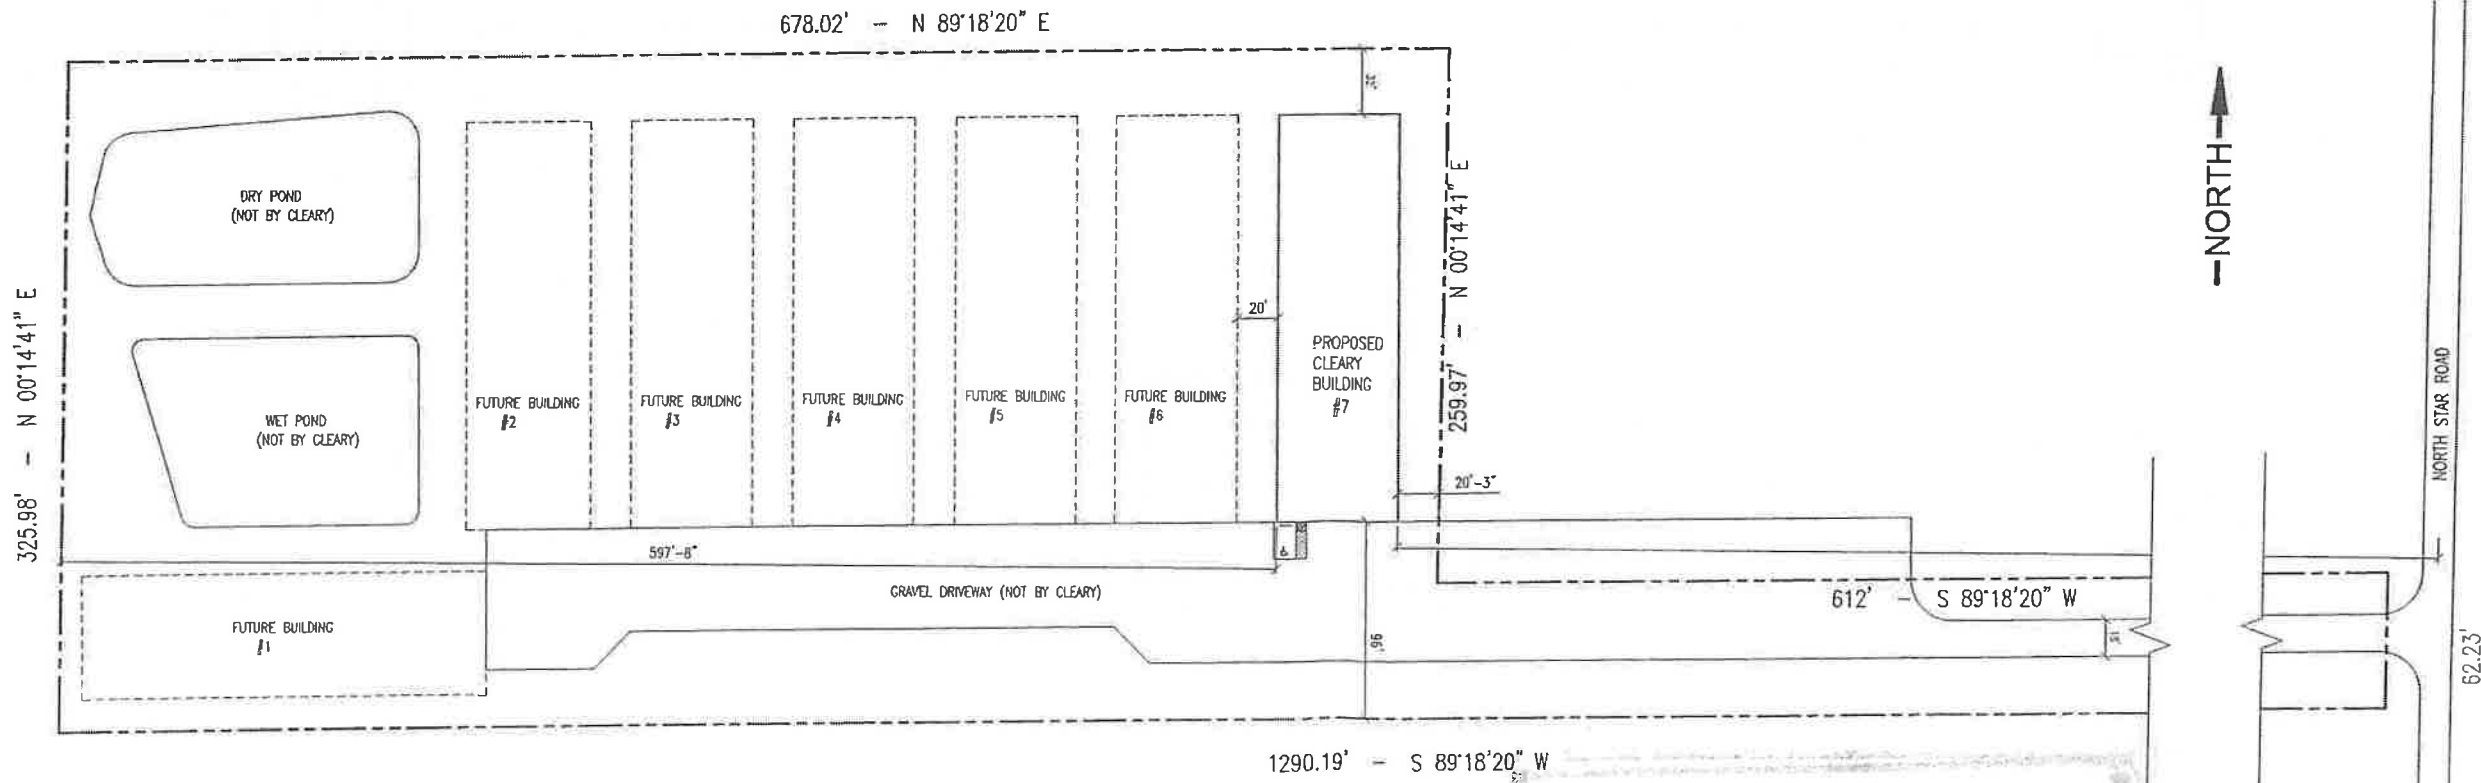 678.02' - N 89°18'20" E
325.98' - N 00°14'41" E
DRY POND
(NOT BY CLEARY)
WET POND
(NOT BY CLEARY)
FUTURE BUILDING
#2
FUTURE BUILDING
#3
FUTURE BUILDING
#4
FUTURE BUILDING
#5
FUTURE BUILDING
#6
20'
PROPOSED
CLEARY
BUILDING
#7
259.97' - N 00°14'41" E
20'-3"
-NORTH-
NORTH STAR ROAD
597'-8"
GRAVEL DRIVEWAY (NOT BY CLEARY)
FUTURE BUILDING
#1
96'
612' - S 89°18'20" W
62.23'
1290.19' - S 89°18'20" W